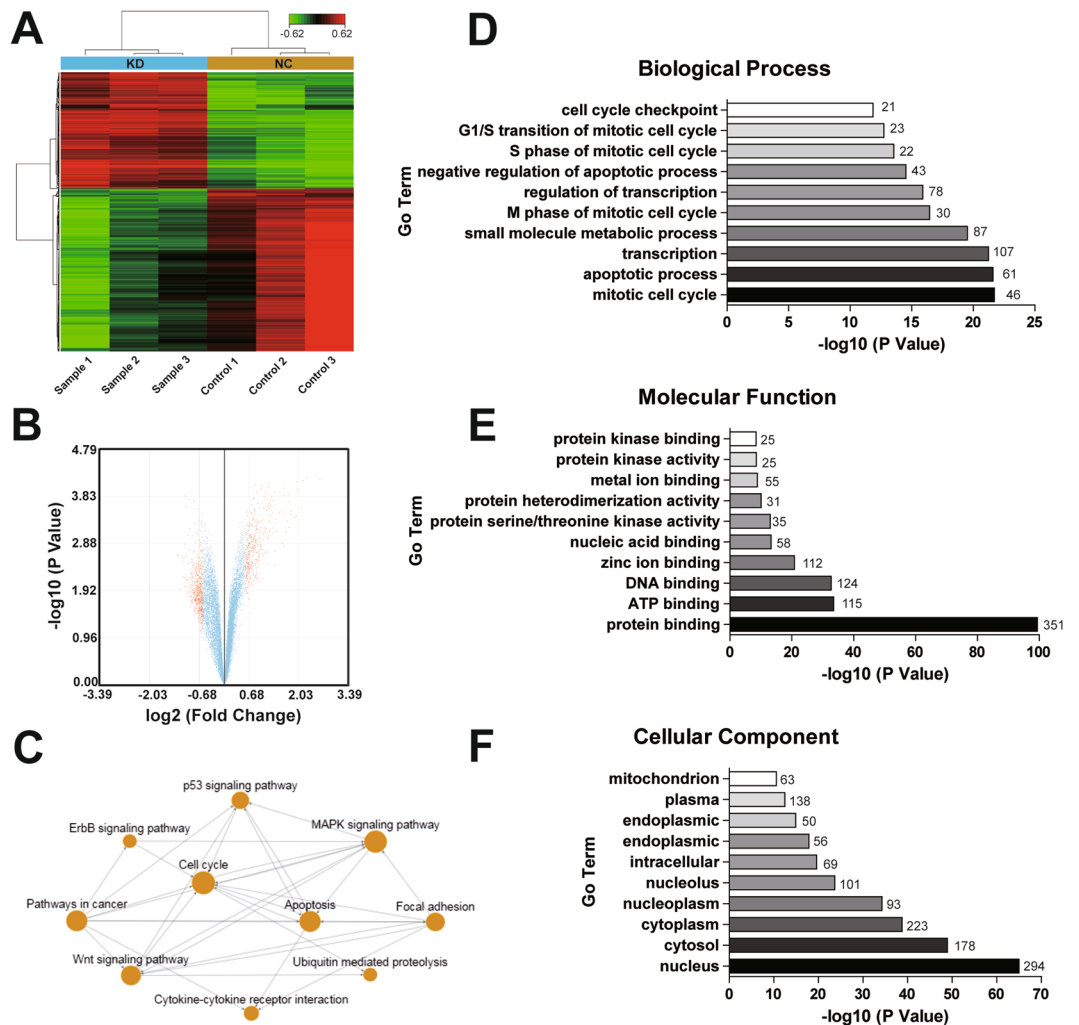 A
-0.62 0.62
KD NC
Sample 1
Sample 2
Sample 3
Control 1
Control 2
Control 3
B
4.79
3.83
2.88
1.92
0.96
0.00
-log10 (P Value)
-3.39 -2.03 -0.68 0.68 2.03 3.39
log2 (Fold Change)
C
p53 signaling pathway
ErbB signaling pathway
MAPK signaling pathway
Cell cycle
Pathways in cancer
Apoptosis
Focal adhesion
Wnt signaling pathway
Ubiquitin mediated proteolysis
Cytokine-cytokine receptor interaction
D
Biological Process
Go Term
cell cycle checkpoint 21
G1/S transition of mitotic cell cycle 23
S phase of mitotic cell cycle 22
negative regulation of apoptotic process 43
regulation of transcription 78
M phase of mitotic cell cycle 30
small molecule metabolic process 87
transcription 107
apoptotic process 61
mitotic cell cycle 46
0 5 10 15 20 25
-log10 (P Value)
E
Molecular Function
Go Term
protein kinase binding 25
protein kinase activity 25
metal ion binding 55
protein heterodimerization activity 31
protein serine/threonine kinase activity 35
nucleic acid binding 58
zinc ion binding 112
DNA binding 124
ATP binding 115
protein binding 351
0 20 40 60 80 100
-log10 (P Value)
F
Cellular Component
Go Term
mitochondrion 63
plasma 138
endoplasmic 50
endoplasmic 56
intracellular 69
nucleolus 101
nucleoplasm 93
cytoplasm 223
cytosol 178
nucleus 294
0 10 20 30 40 50 60 70
-log10 (P Value)